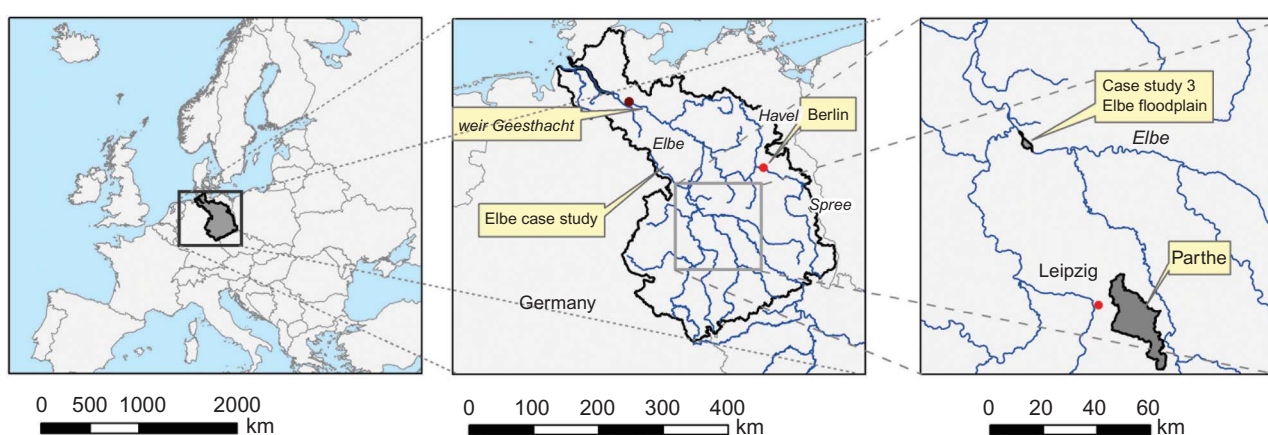 weir Geesthacht
Havel
Berlin
Elbe
Spree
Elbe case study
Germany
Case study 3
Elbe floodplain
Elbe
Leipzig
Parthe
0 500 1000 2000
km
0 100 200 300 400
km
0 20 40 60
km